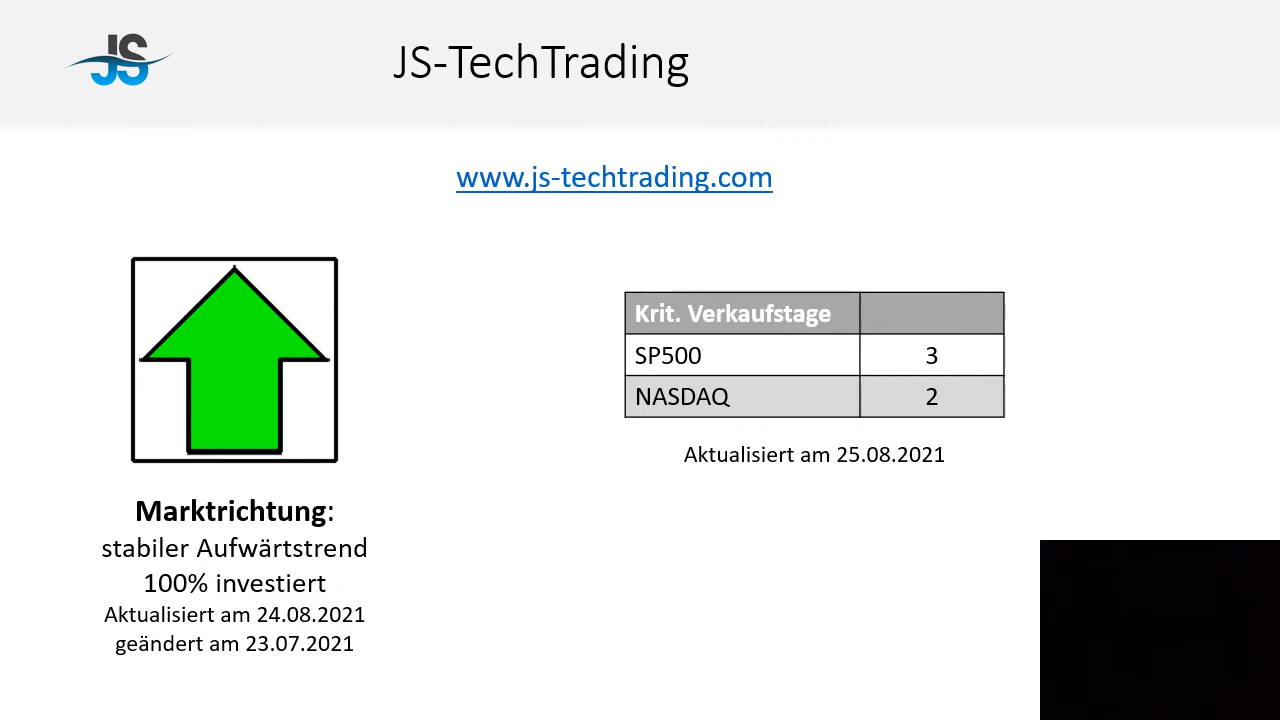 JS
JS-TechTrading
www.js-techtrading.com
Krit. Verkaufstage
SP500 3
NASDAQ 2
Aktualisiert am 25.08.2021
Marktrichtung:
stabiler Aufwärtstrend
100% investiert
Aktualisiert am 24.08.2021
geändert am 23.07.2021